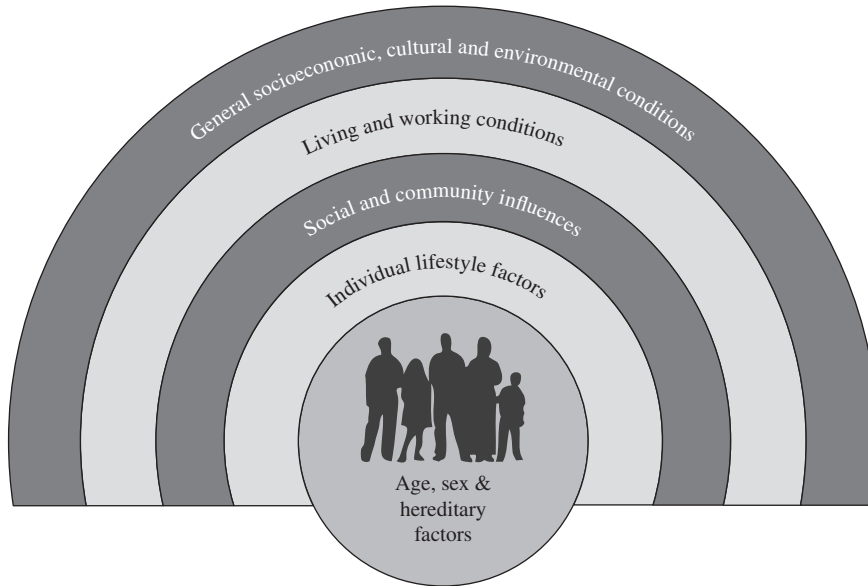 General socioeconomic, cultural and environmental conditions
Living and working conditions
Social and community influences
Individual lifestyle factors
Age, sex &
hereditary
factors